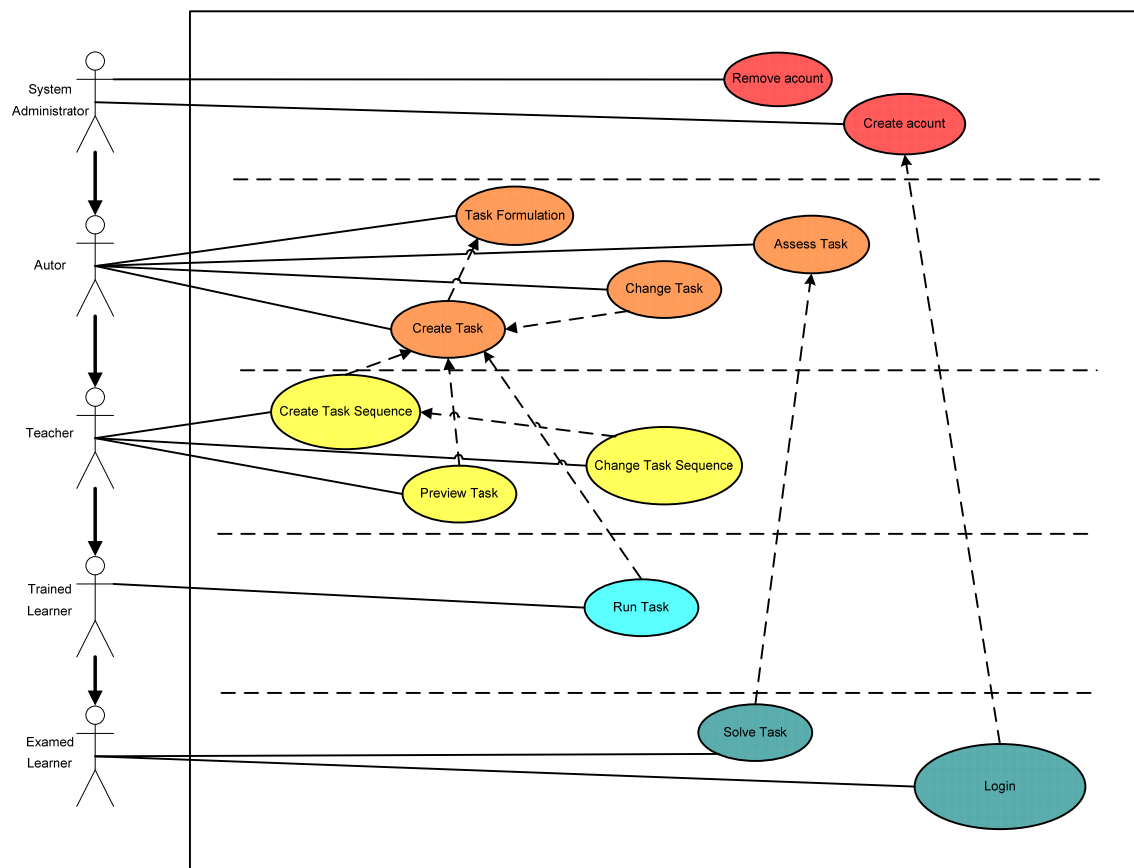 System
Administrator
Remove acount
Create acount
Task Formulation
Assess Task
Autor
Change Task
Create Task
Create Task Sequence
Teacher
Change Task Sequence
Preview Task
Trained
Learner
Run Task
Solve Task
Examed
Learner
Login